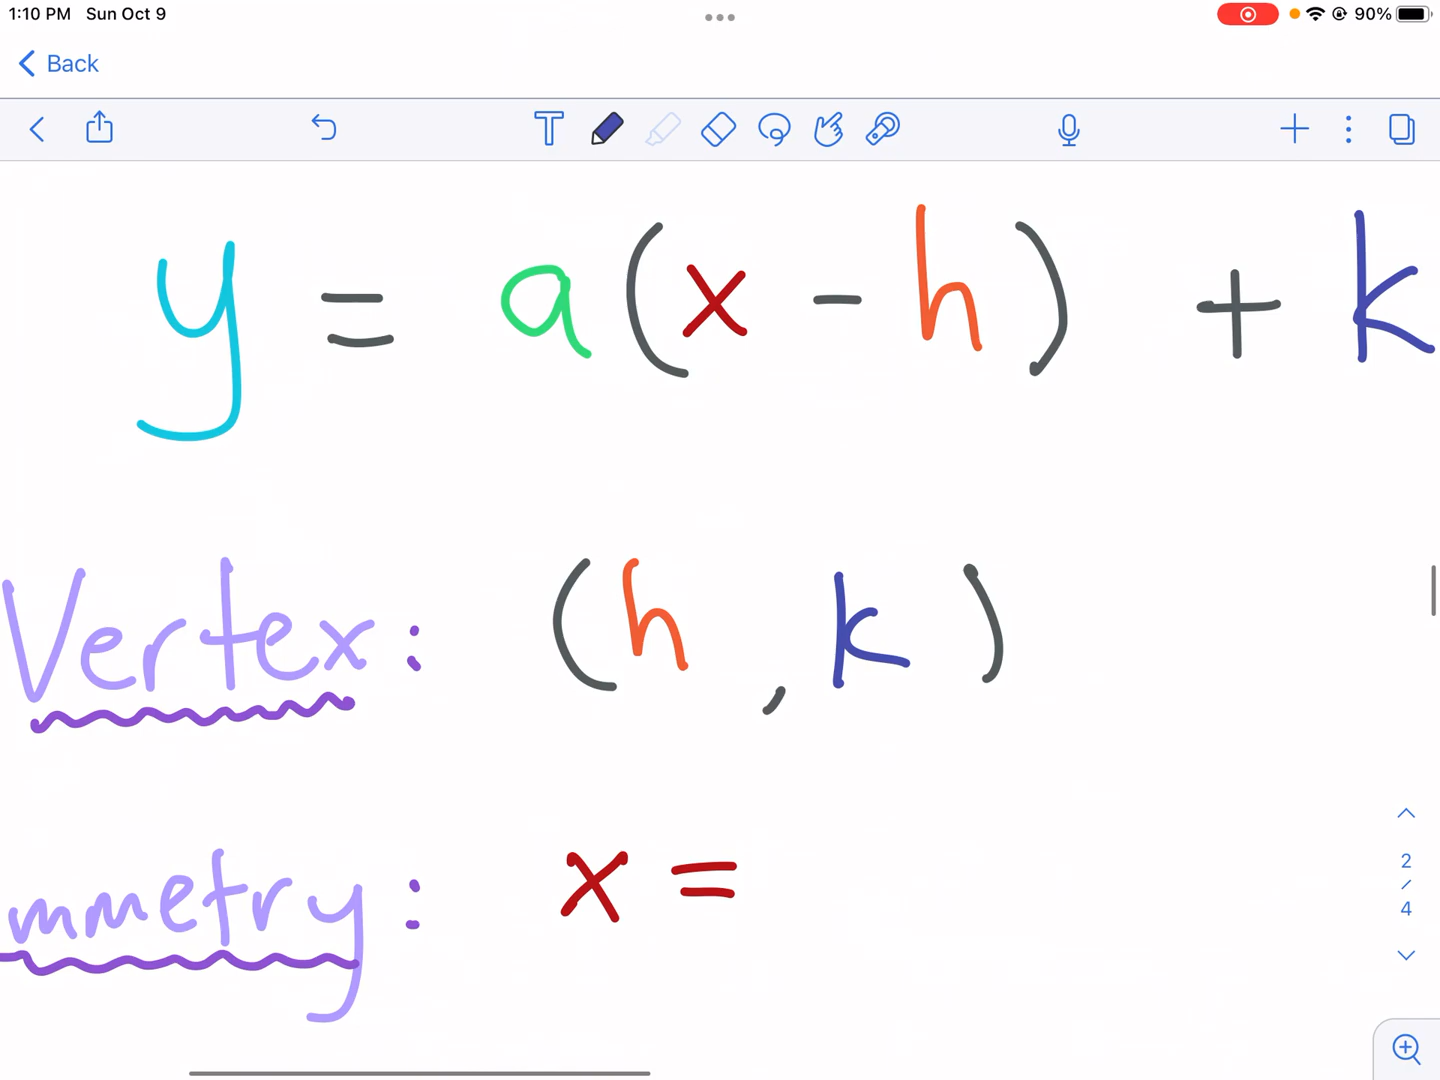 1:10 PM Sun Oct 9 90%
Back
T
y = a(x - h) + k
Vertex: (h, k)
mmetry: x =
2
/
4